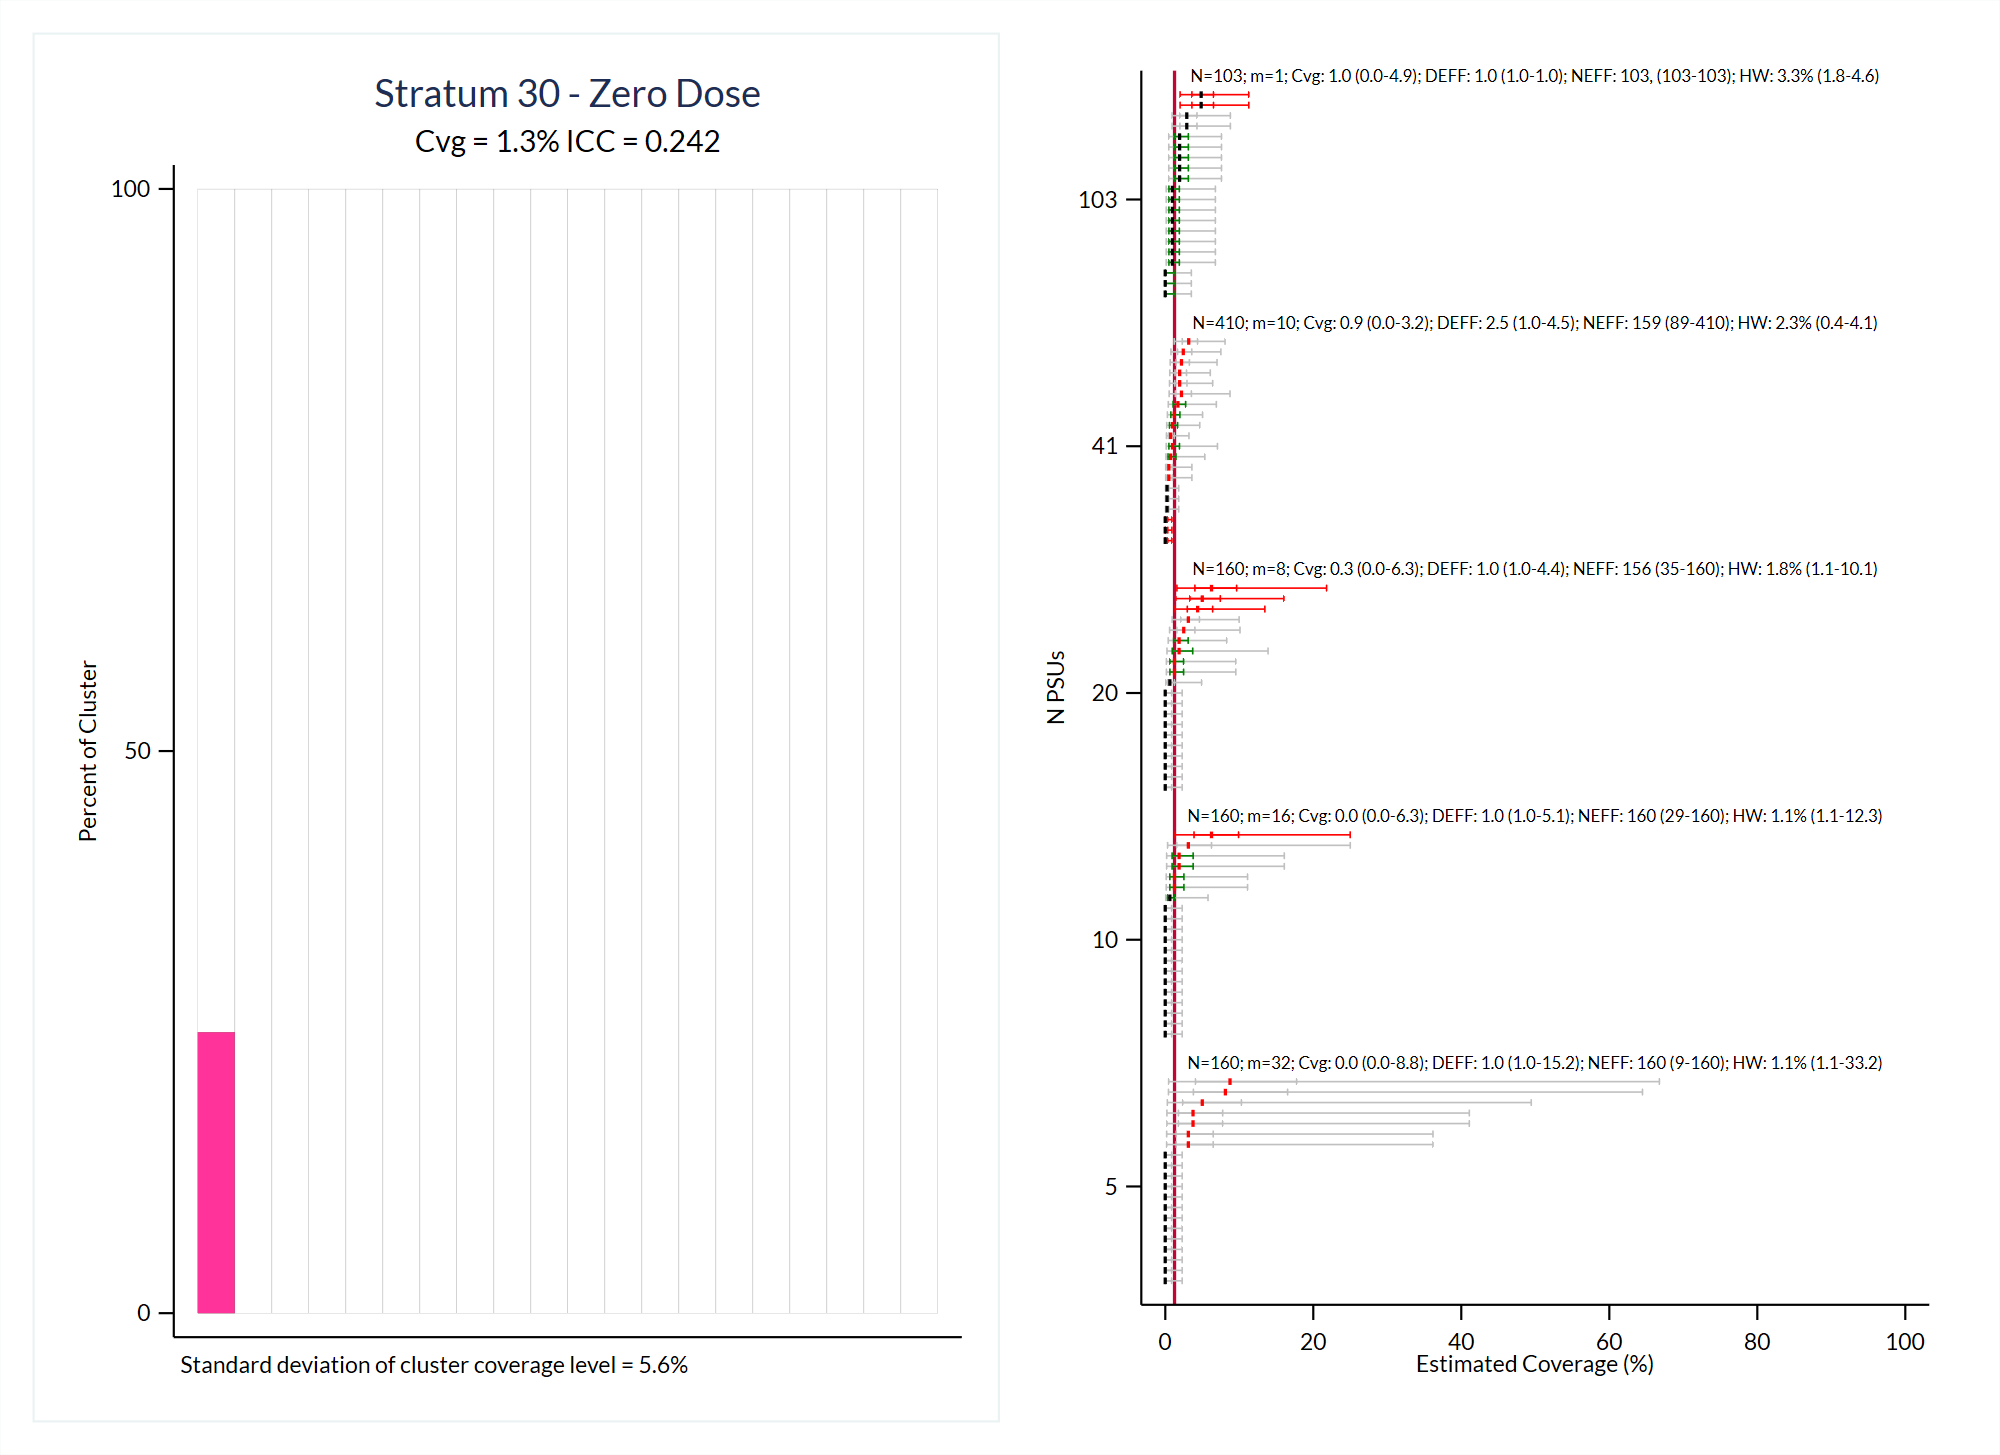 Stratum 30 - Zero Dose
Cvg = 1.3% ICC = 0.242
100
50
0
Percent of Cluster
Standard deviation of cluster coverage level = 5.6%
N=103; m=1; Cvg: 1.0 (0.0-4.9); DEFF: 1.0 (1.0-1.0); NEFF: 103, (103-103); HW: 3.3% (1.8-4.6)
103
N=410; m=10; Cvg: 0.9 (0.0-3.2); DEFF: 2.5 (1.0-4.5); NEFF: 159 (89-410); HW: 2.3% (0.4-4.1)
41
N=160; m=8; Cvg: 0.3 (0.0-6.3); DEFF: 1.0 (1.0-4.4); NEFF: 156 (35-160); HW: 1.8% (1.1-10.1)
N PSUs
20
N=160; m=16; Cvg: 0.0 (0.0-6.3); DEFF: 1.0 (1.0-5.1); NEFF: 160 (29-160); HW: 1.1% (1.1-12.3)
10
N=160; m=32; Cvg: 0.0 (0.0-8.8); DEFF: 1.0 (1.0-15.2); NEFF: 160 (9-160); HW: 1.1% (1.1-33.2)
5
0 20 40 60 80 100
Estimated Coverage (%)